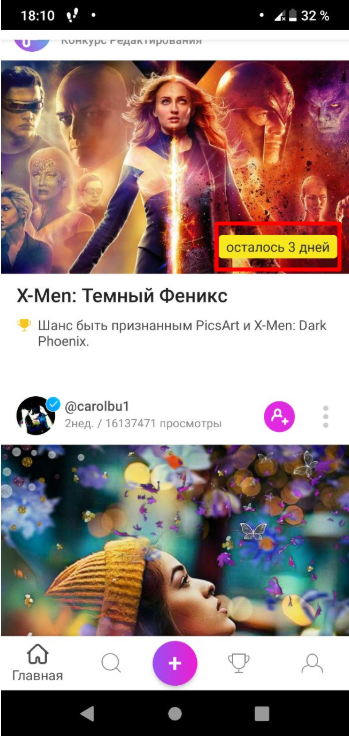 18:10
32 %
Конкурс Редактирования
осталось 3 дней
X-Men: Темный Феникс
Шанс быть признанным PicsArt и X-Men: Dark
Phoenix.
@carolbu1
2нед. / 16137471 просмотры
Главная